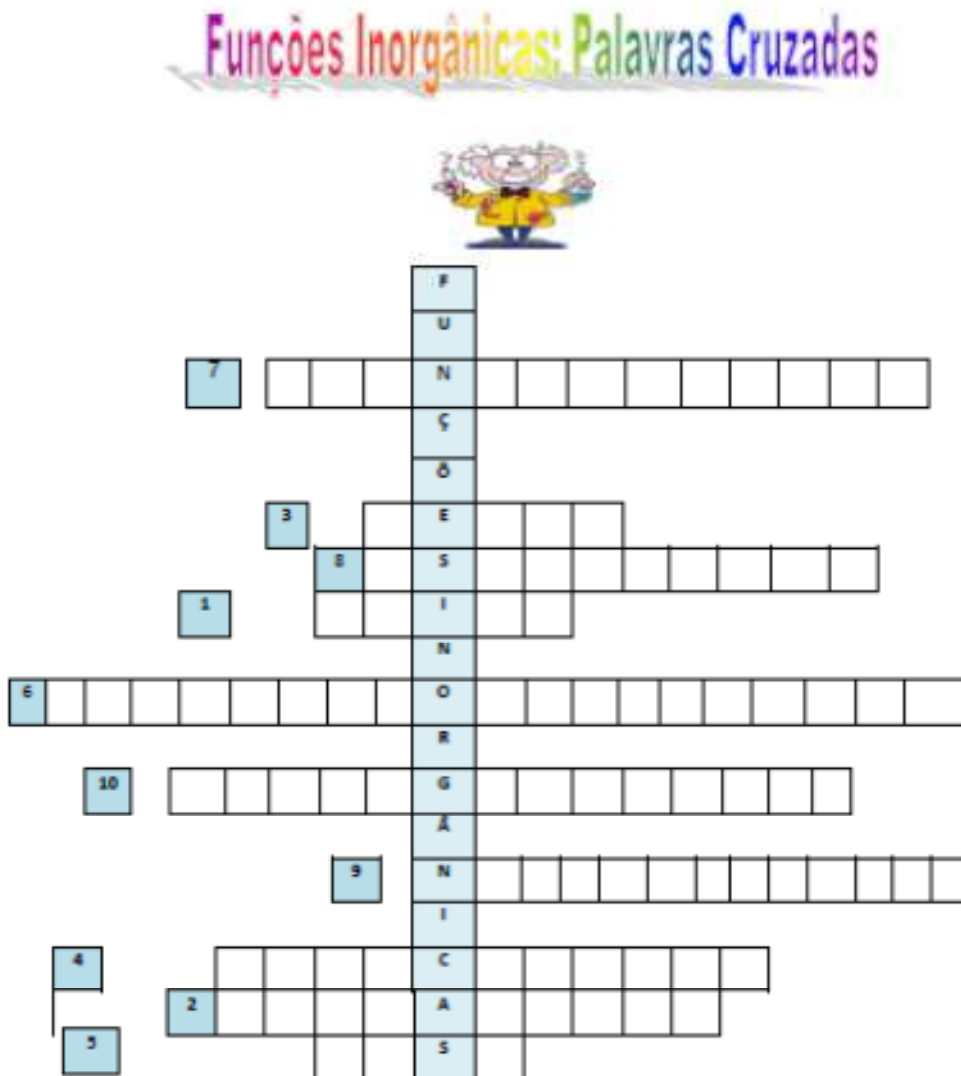 Funções Inorgânicas: Palavras Cruzadas
F
U
7 N
Ç
Õ
3 E
8 S
1 I
N
6 O
R
10 G
Â
9 N
I
4 C
2 A
5 S